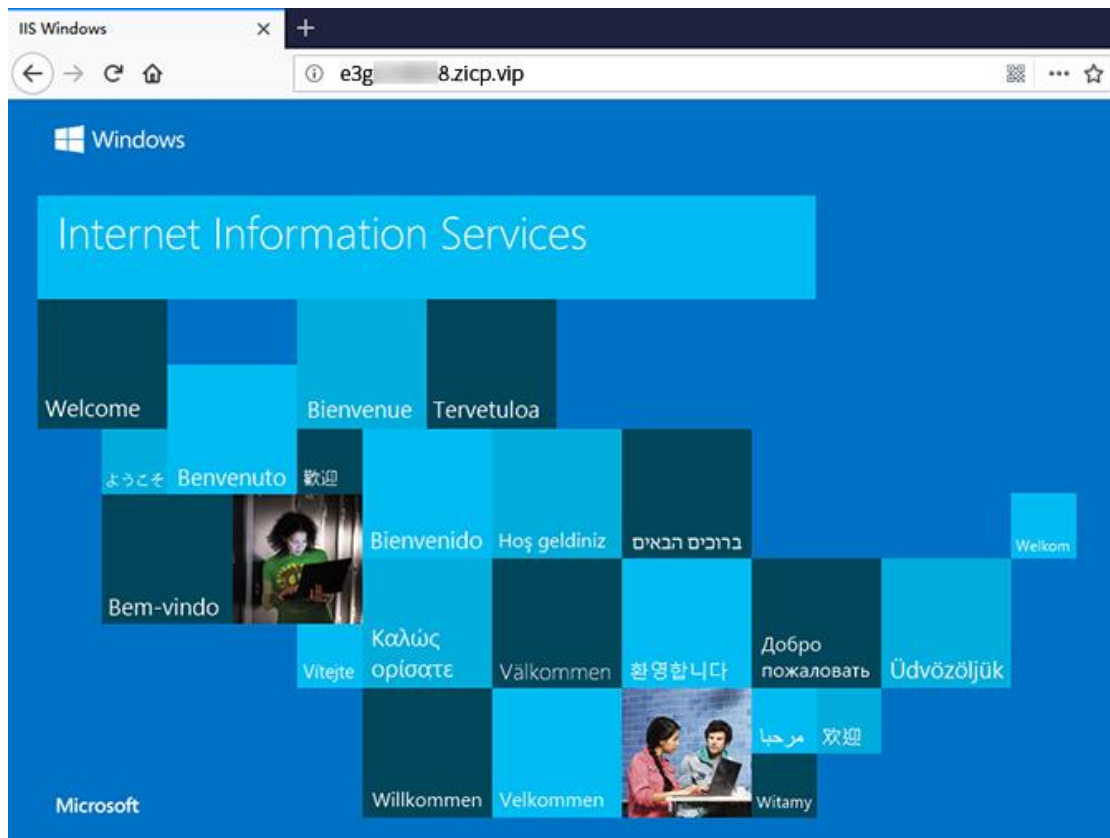 IIS Windows
e3g 8.zicp.vip
Windows
Internet Information Services
Welcome
Bienvenue
Tervetuloa
ようこそ
Benvenuto
歡迎
Bienvenido
Hoş geldiniz
ברוכים הבאים
Welkom
Bem-vindo
Vítejte
Καλώς
ορίσατε
Välkommen
환영합니다
Добро
пожаловать
Üdvözöljük
مرحبا
欢迎
Microsoft
Willkommen
Velkommen
Witamy